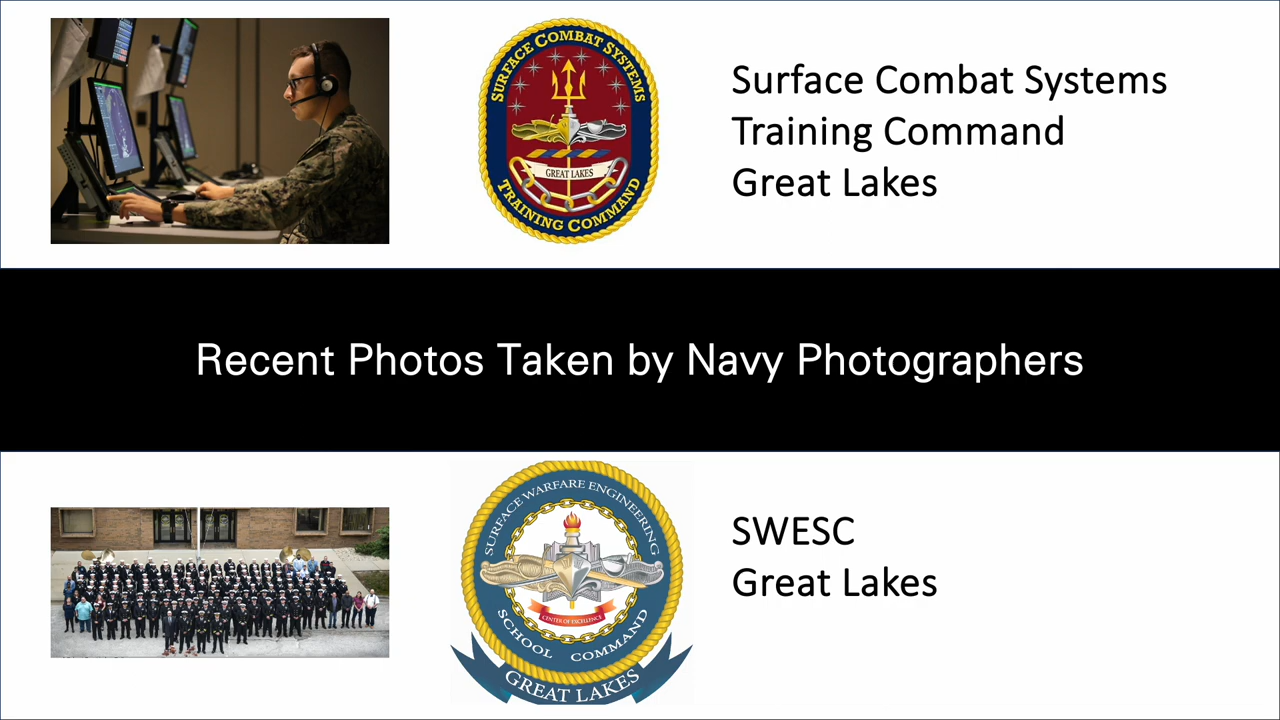 SURFACE COMBAT SYSTEMS
GREAT LAKES
TRAINING COMMAND
Surface Combat Systems
Training Command
Great Lakes
Recent Photos Taken by Navy Photographers
SURFACE WARFARE ENGINEERING
CENTER OF EXCELLENCE
SCHOOL COMMAND
GREAT LAKES
SWESC
Great Lakes